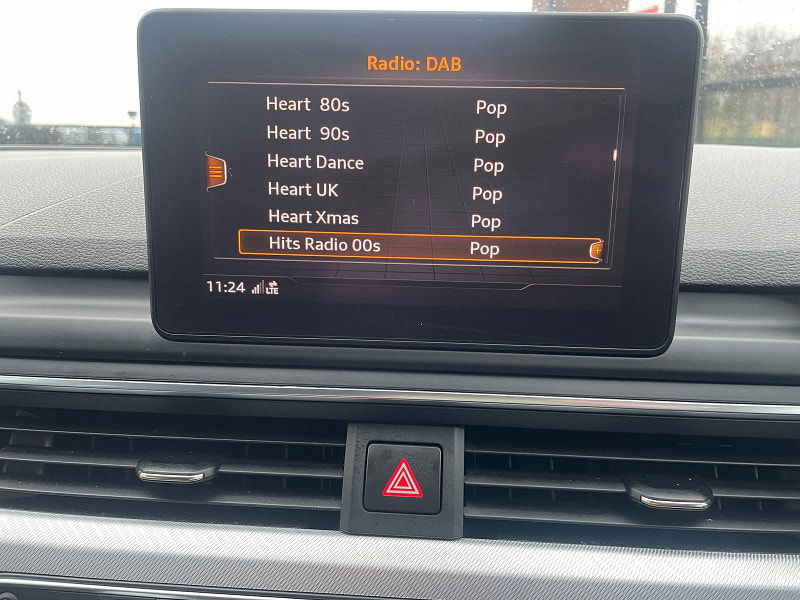 Radio: DAB
Heart 80s Pop
Heart 90s Pop
Heart Dance Pop
Heart UK Pop
Heart Xmas Pop
Hits Radio 00s Pop
11:24 LTE